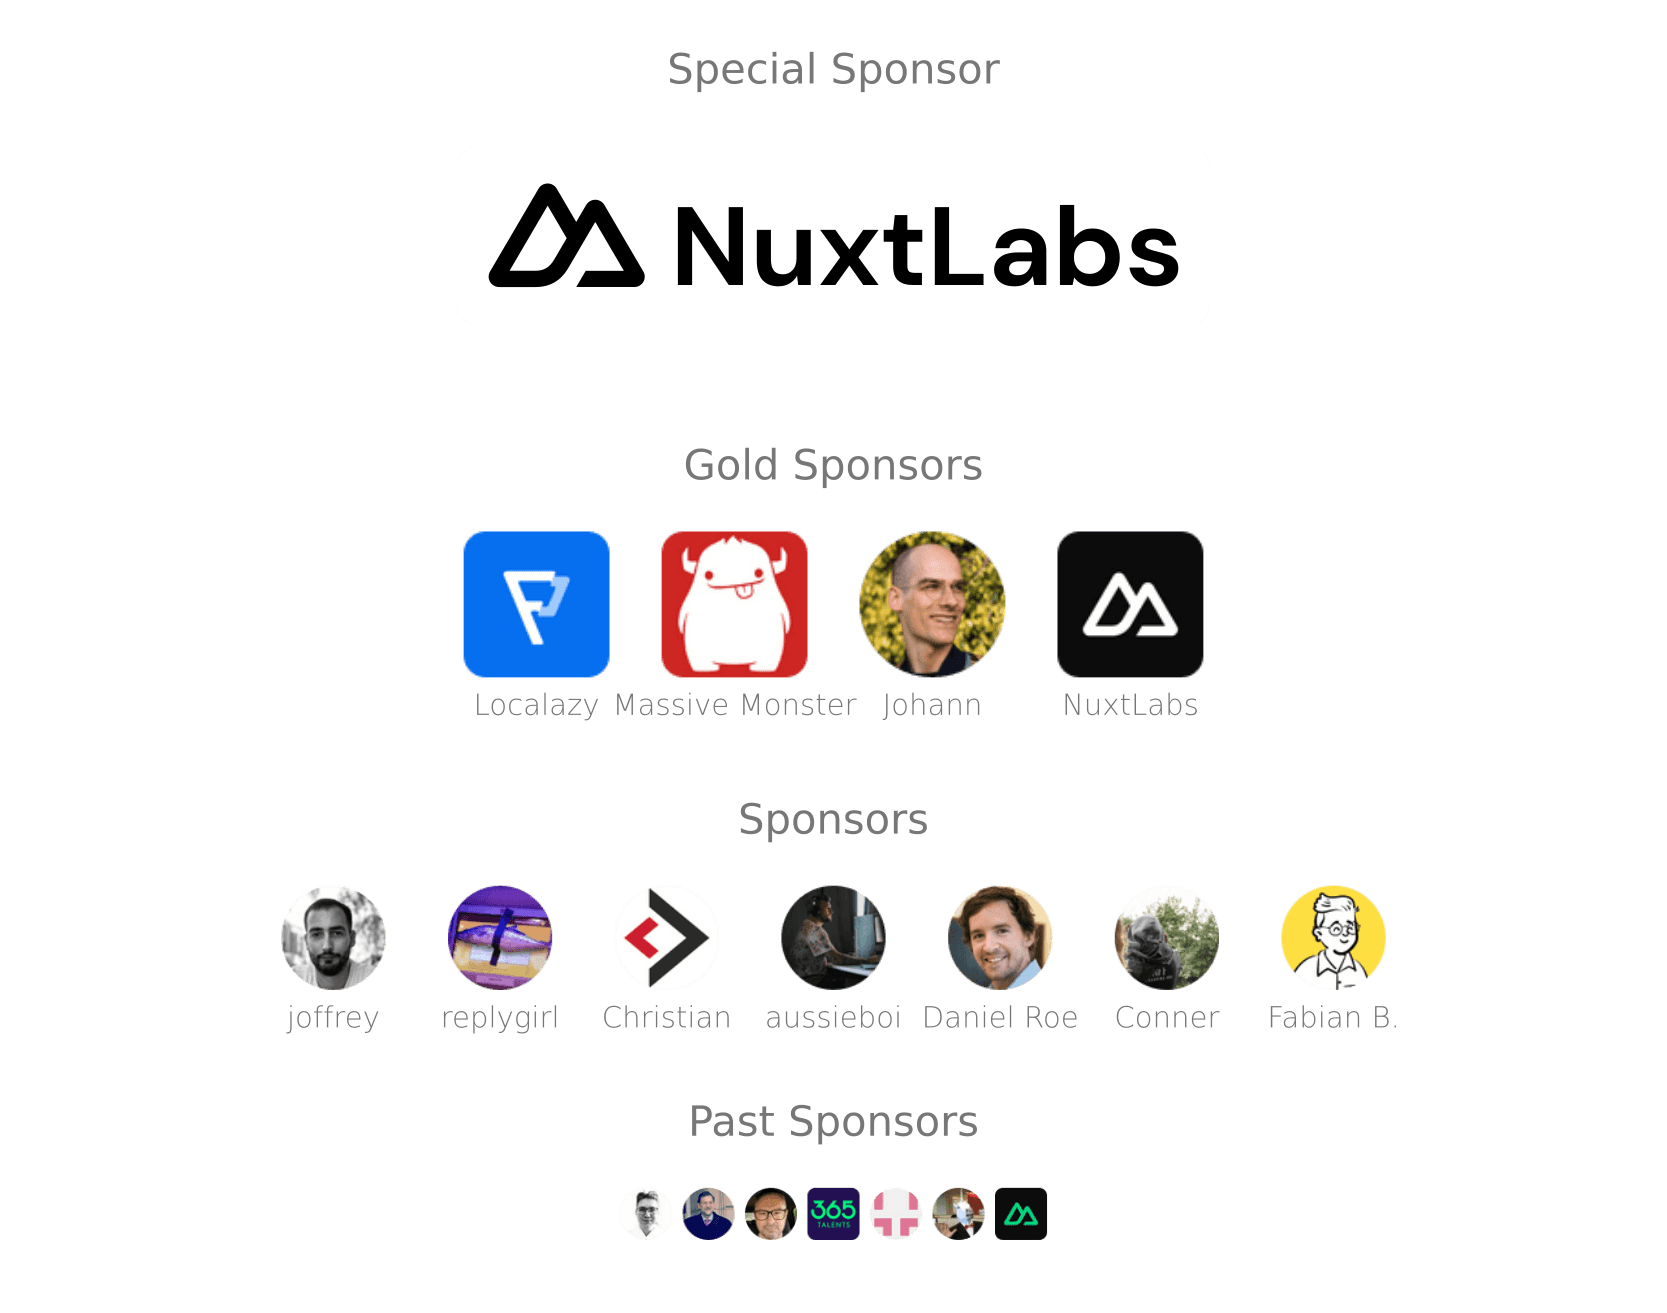 Special Sponsor
NuxtLabs
Gold Sponsors
Localazy Massive Monster Johann NuxtLabs
Sponsors
joffrey replygirl Christian aussieboi Daniel Roe Conner Fabian B.
Past Sponsors
365
TALENTS